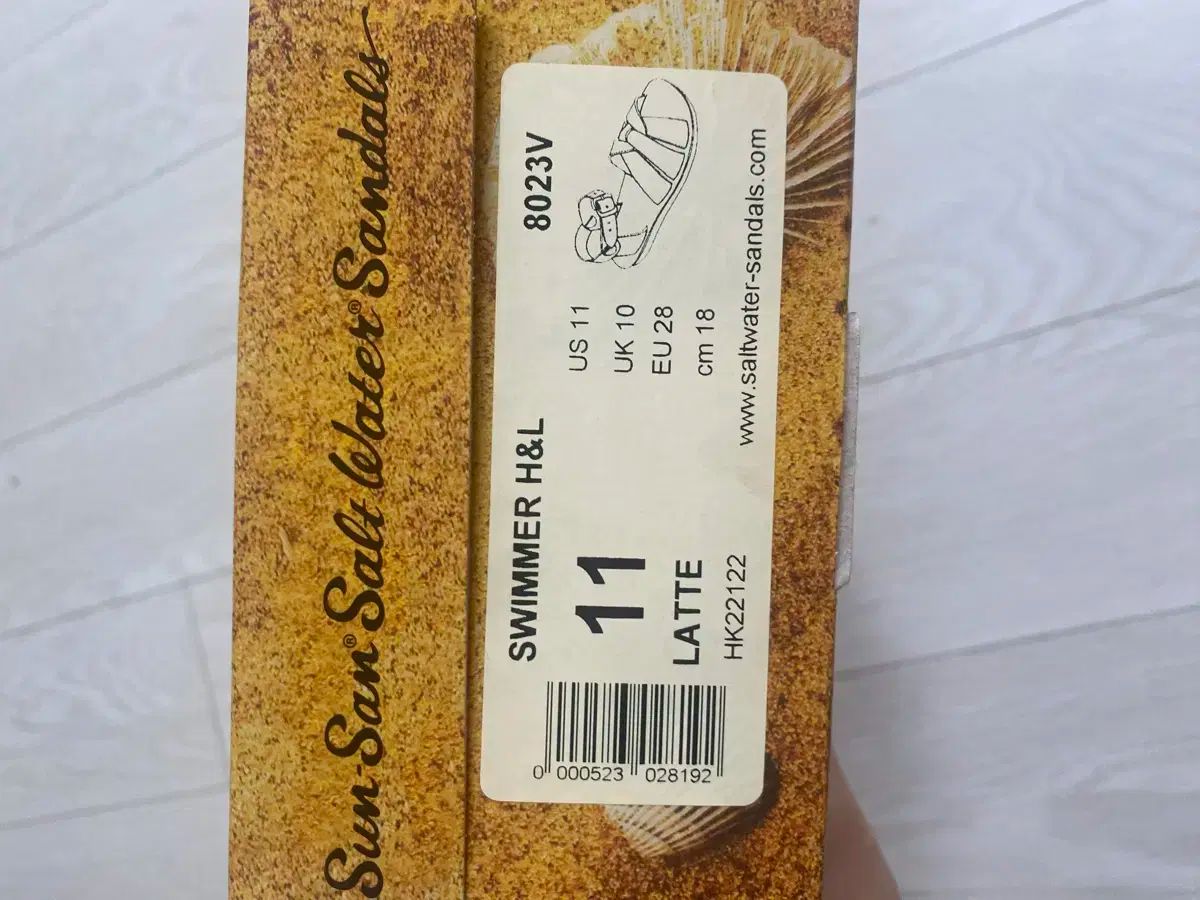 Sun-San® Salt Water® Sandals
SWIMMER H&L 8023V
11
US 11
UK 10
EU 28
cm 18
LATTE
HK22122
www.saltwater-sandals.com
0 000523 028192